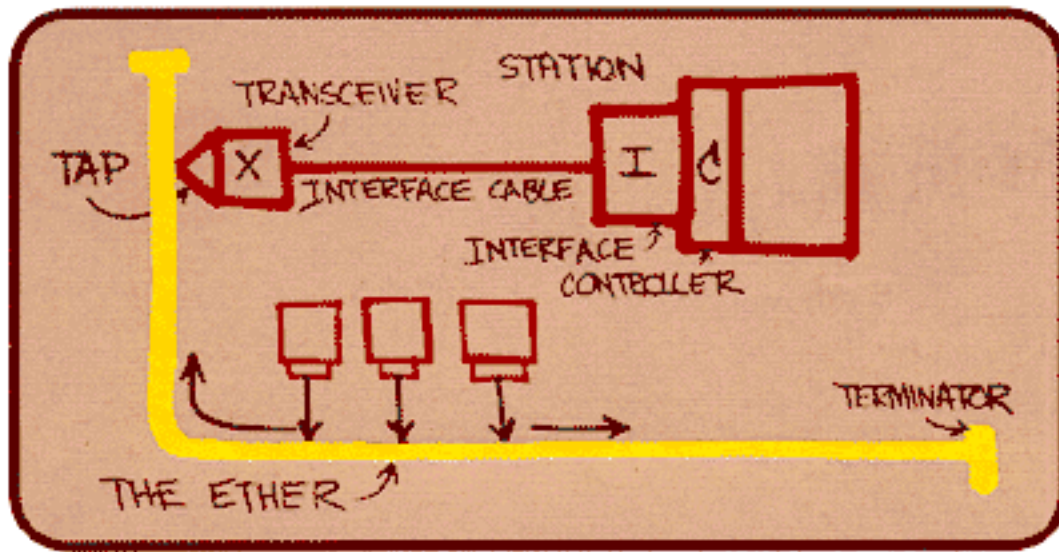 STATION
TRANSCEIVER
TAP
X
I
C
INTERFACE CABLE
INTERFACE
CONTROLLER
TERMINATOR
THE ETHER